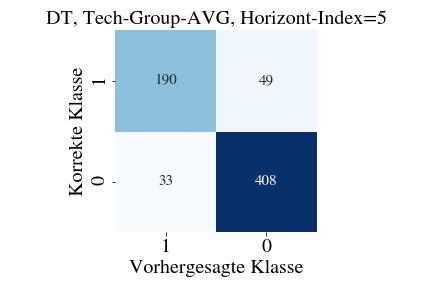 DT, Tech-Group-AVG, Horizont-Index=5
Korrekte Klasse
1
190
49
0
33
408
1
0
Vorhergesagte Klasse